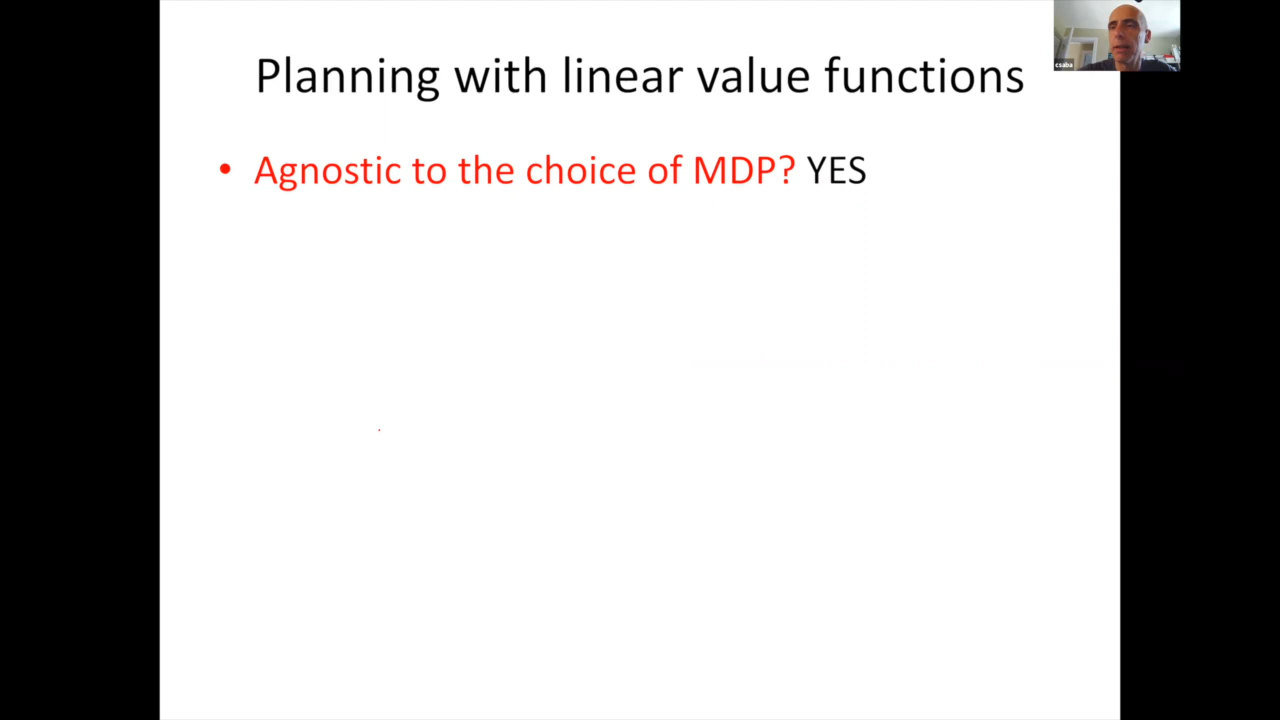 Planning with linear value functions
• Agnostic to the choice of MDP? YES
csaba